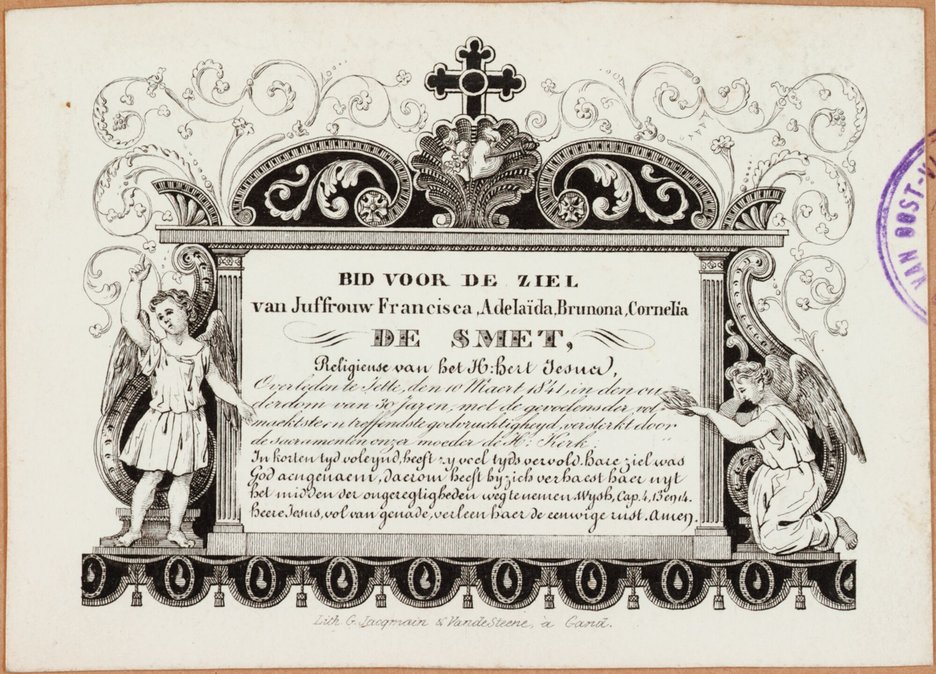 BID VOOR DE ZIEL
van Juffrouw Francisca, Adelaïda, Brunona, Cornelia
DE SMET,
Religieuse van het H: hert Jesus,
Overleden te Jette, den 10 Maert 1841, in den ou
derdom van 30 Jaren, met de gevoelens der vol
maektste en treffendste godvruchtigheyd, versterkt door
de sacramenten onzer moeder de H: Kerk.
In korten tyd voleynd, heeft zy veel tyds vervold. Hare ziel was
God aengenaem, daerom heeft hy zich verhaest haer uyt
het midden der ongeregtigheden weg te nemen. Wysh, Cap. 4, 13 en 14.
Heere Jesus, vol van genade, verleen haer de eeuwige rust. Amen.
Lith G. Jacqmain & Vande Steene, à Gand.
VAN OOST-VL